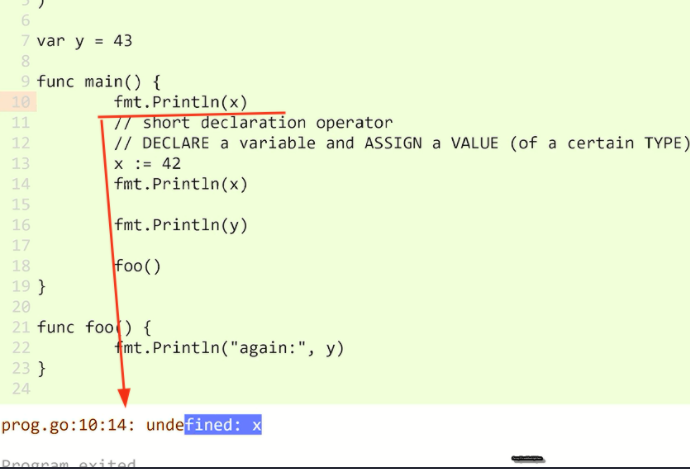 5 )
6
7 var y = 43
8
9 func main() {
10 fmt.Println(x)
11 // short declaration operator
12 // DECLARE a variable and ASSIGN a VALUE (of a certain TYPE)
13 x := 42
14 fmt.Println(x)
15
16 fmt.Println(y)
17
18 foo()
19 }
20
21 func foo() {
22 fmt.Println("again:", y)
23 }
24
prog.go:10:14: undefined: x
Program exited